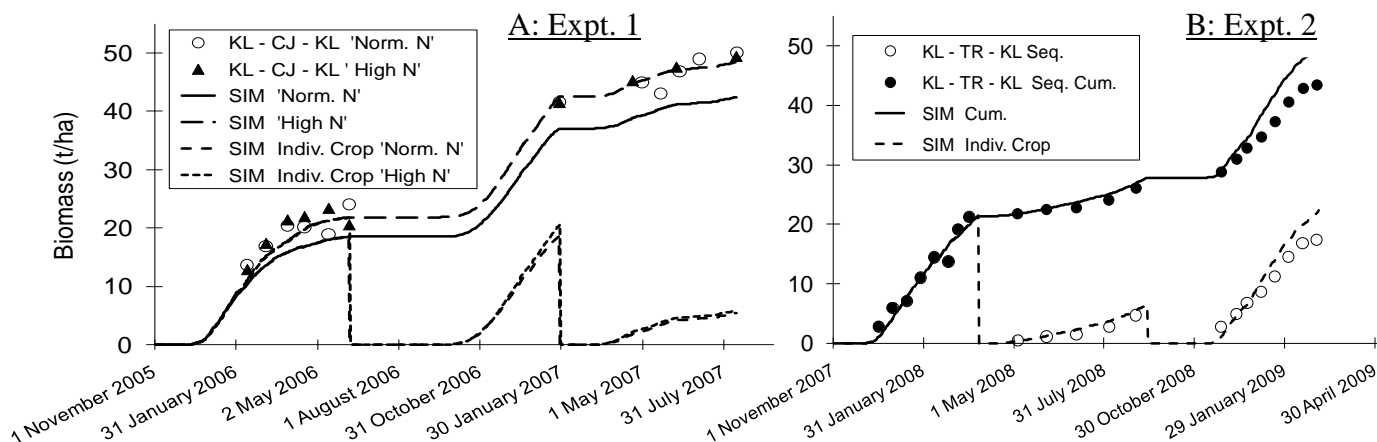 A: Expt. 1
KL - CJ - KL 'Norm. N'
KL - CJ - KL ' High N'
SIM 'Norm. N'
SIM 'High N'
SIM Indiv. Crop 'Norm. N'
SIM Indiv. Crop 'High N'
Biomass (t/ha)
50
40
30
20
10
0
1 November 2005
31 January 2006
2 May 2006
1 August 2006
31 October 2006
30 January 2007
1 May 2007
31 July 2007
B: Expt. 2
KL - TR - KL Seq.
KL - TR - KL Seq. Cum.
SIM Cum.
SIM Indiv. Crop
50
40
30
20
10
0
1 November 2007
31 January 2008
1 May 2008
31 July 2008
30 October 2008
29 January 2009
30 April 2009